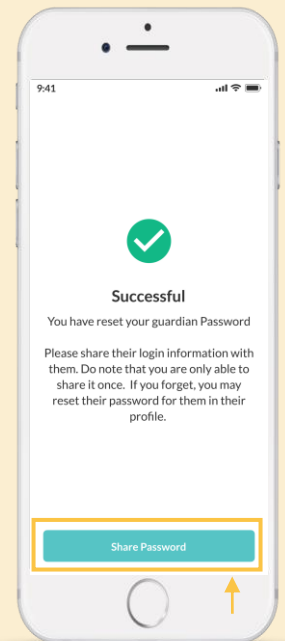 9:41
Successful
You have reset your guardian Password
Please share their login information with
them. Do note that you are only able to
share it once. If you forget, you may
reset their password for them in their
profile.
Share Password